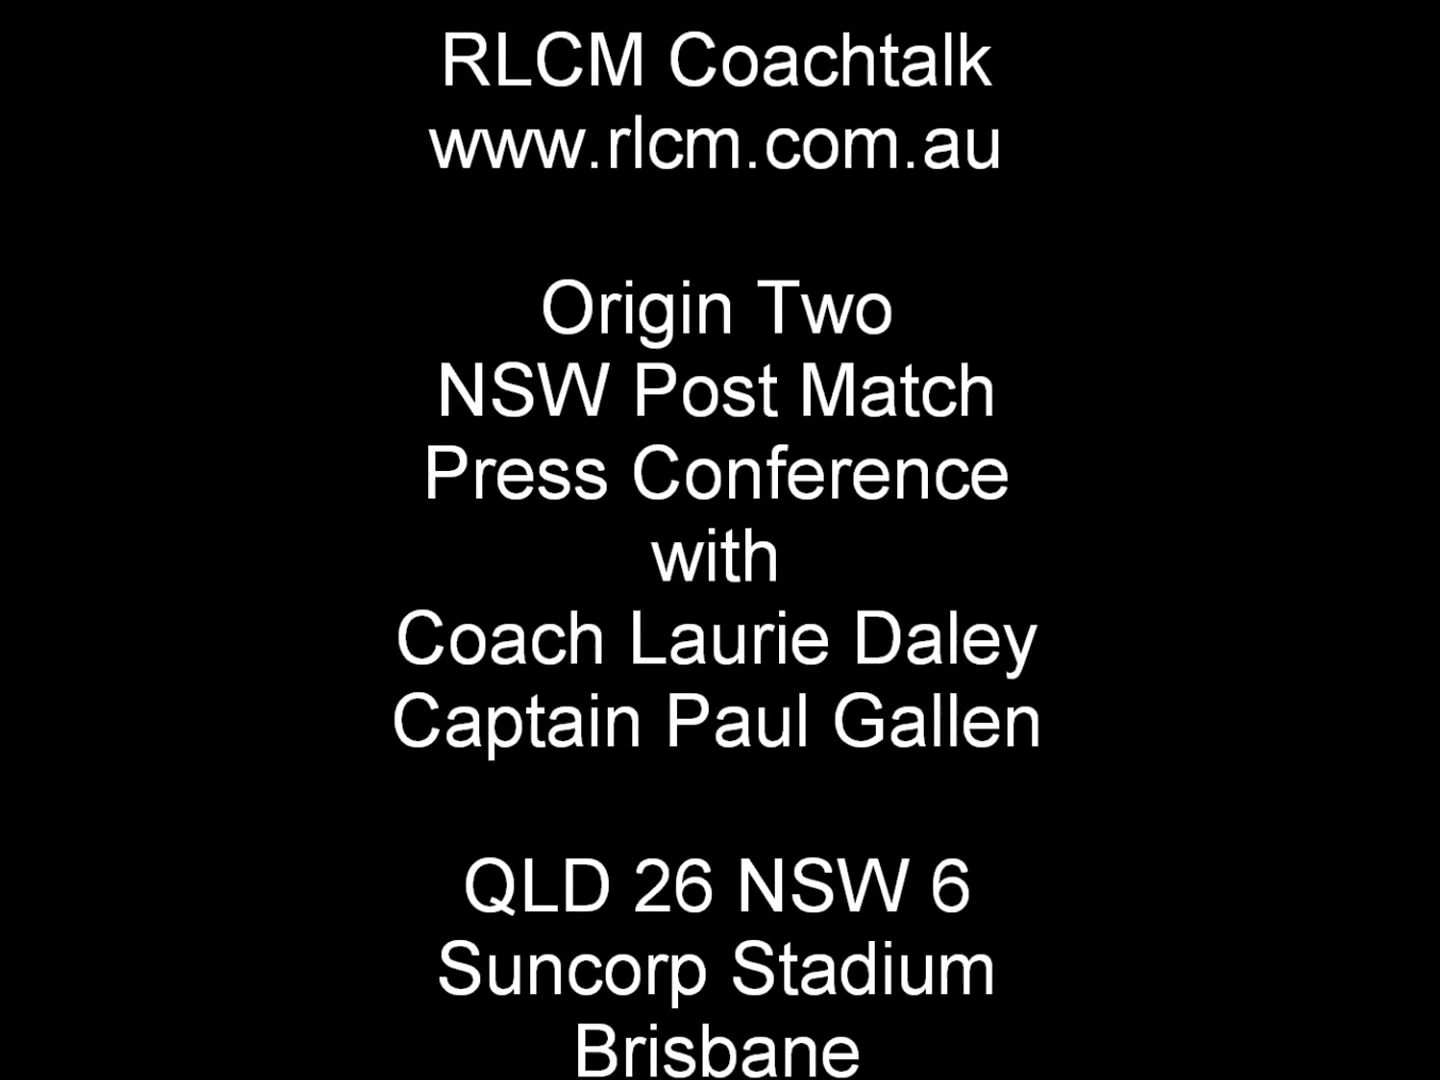 RLCM Coachtalk
www.rlcm.com.au
Origin Two
NSW Post Match
Press Conference
with
Coach Laurie Daley
Captain Paul Gallen
QLD 26 NSW 6
Suncorp Stadium
Brisbane